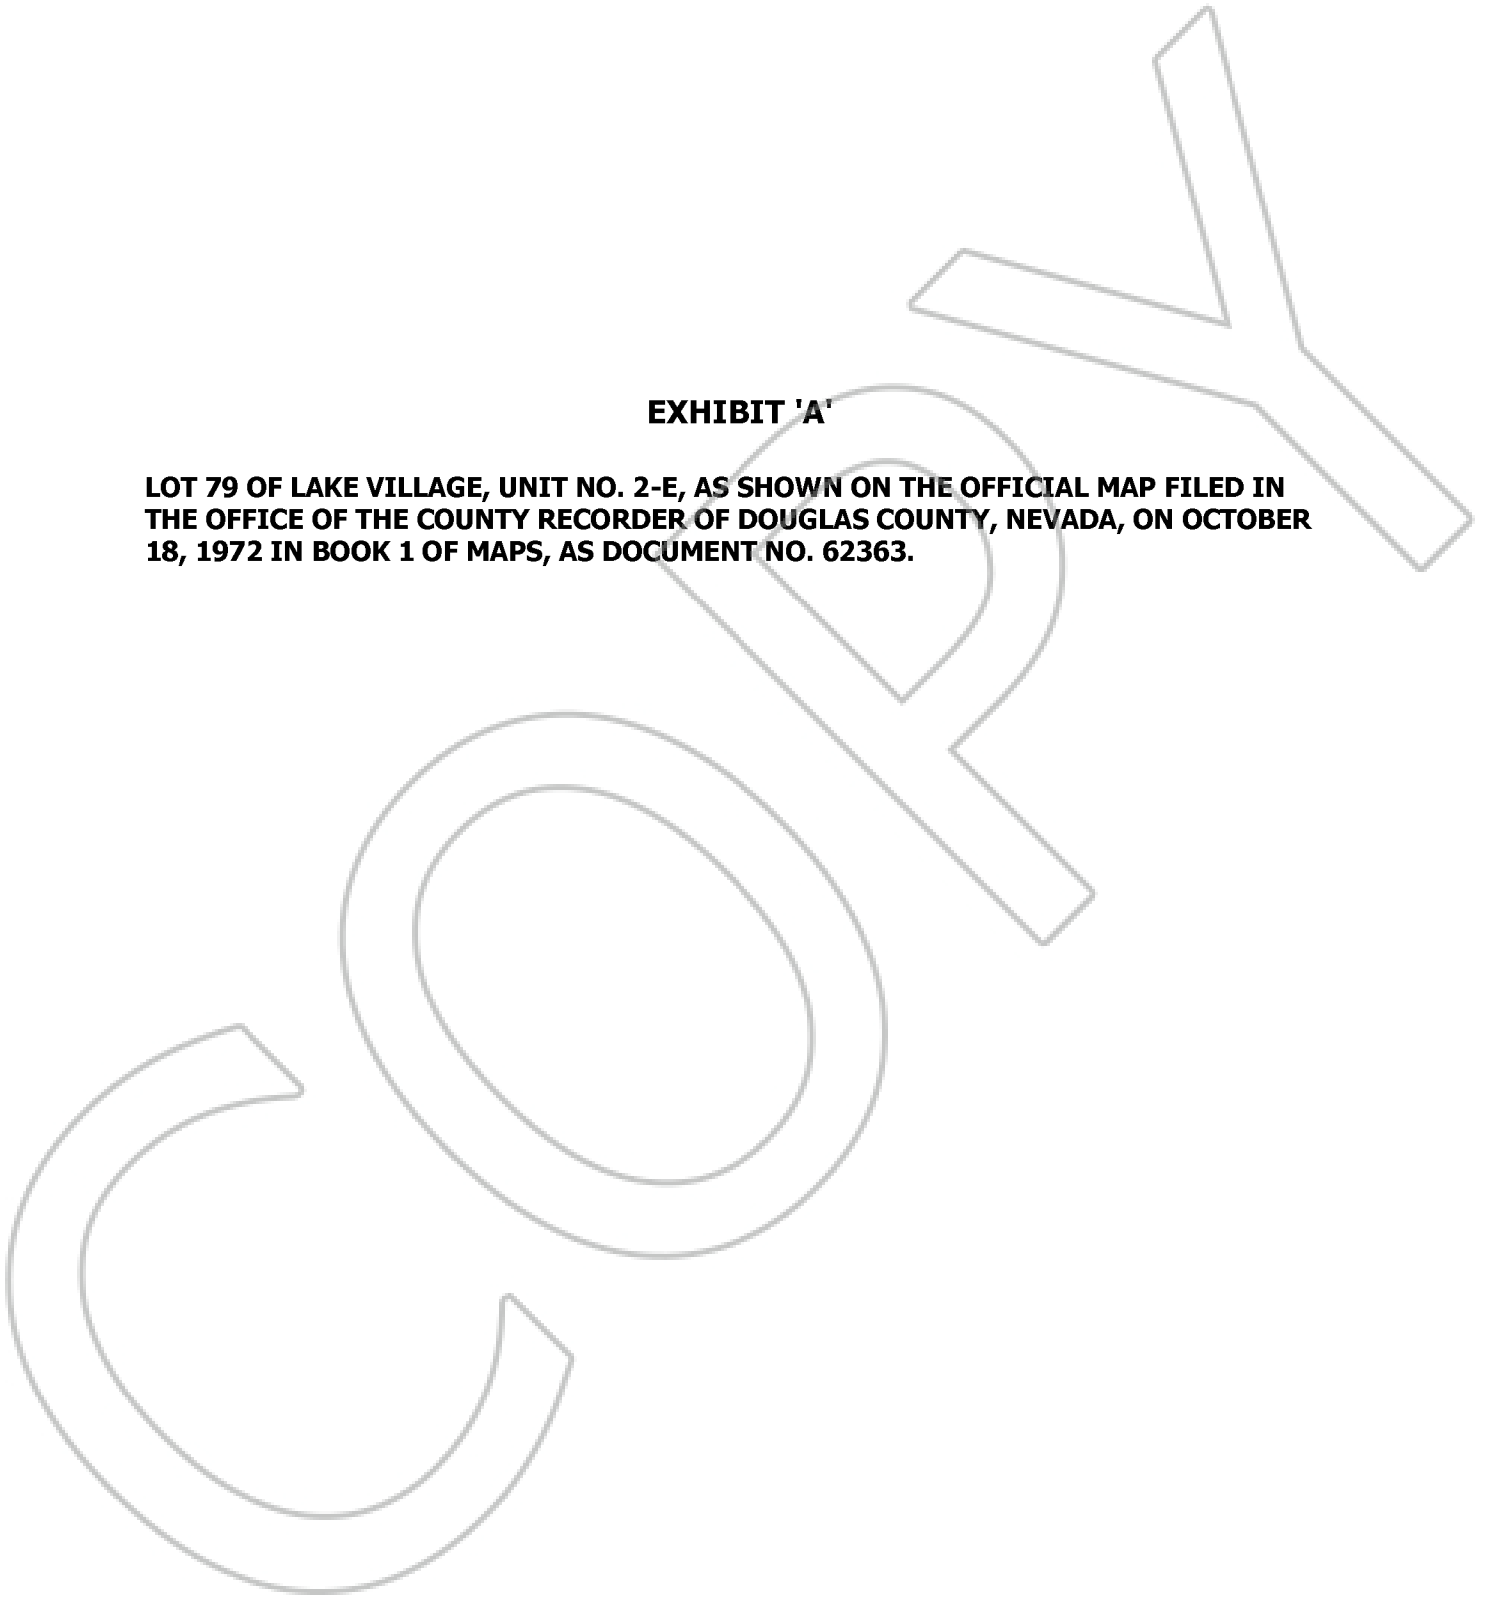 EXHIBIT 'A'
LOT 79 OF LAKE VILLAGE, UNIT NO. 2-E, AS SHOWN ON THE OFFICIAL MAP FILED IN
THE OFFICE OF THE COUNTY RECORDER OF DOUGLAS COUNTY, NEVADA, ON OCTOBER
18, 1972 IN BOOK 1 OF MAPS, AS DOCUMENT NO. 62363.
COPY